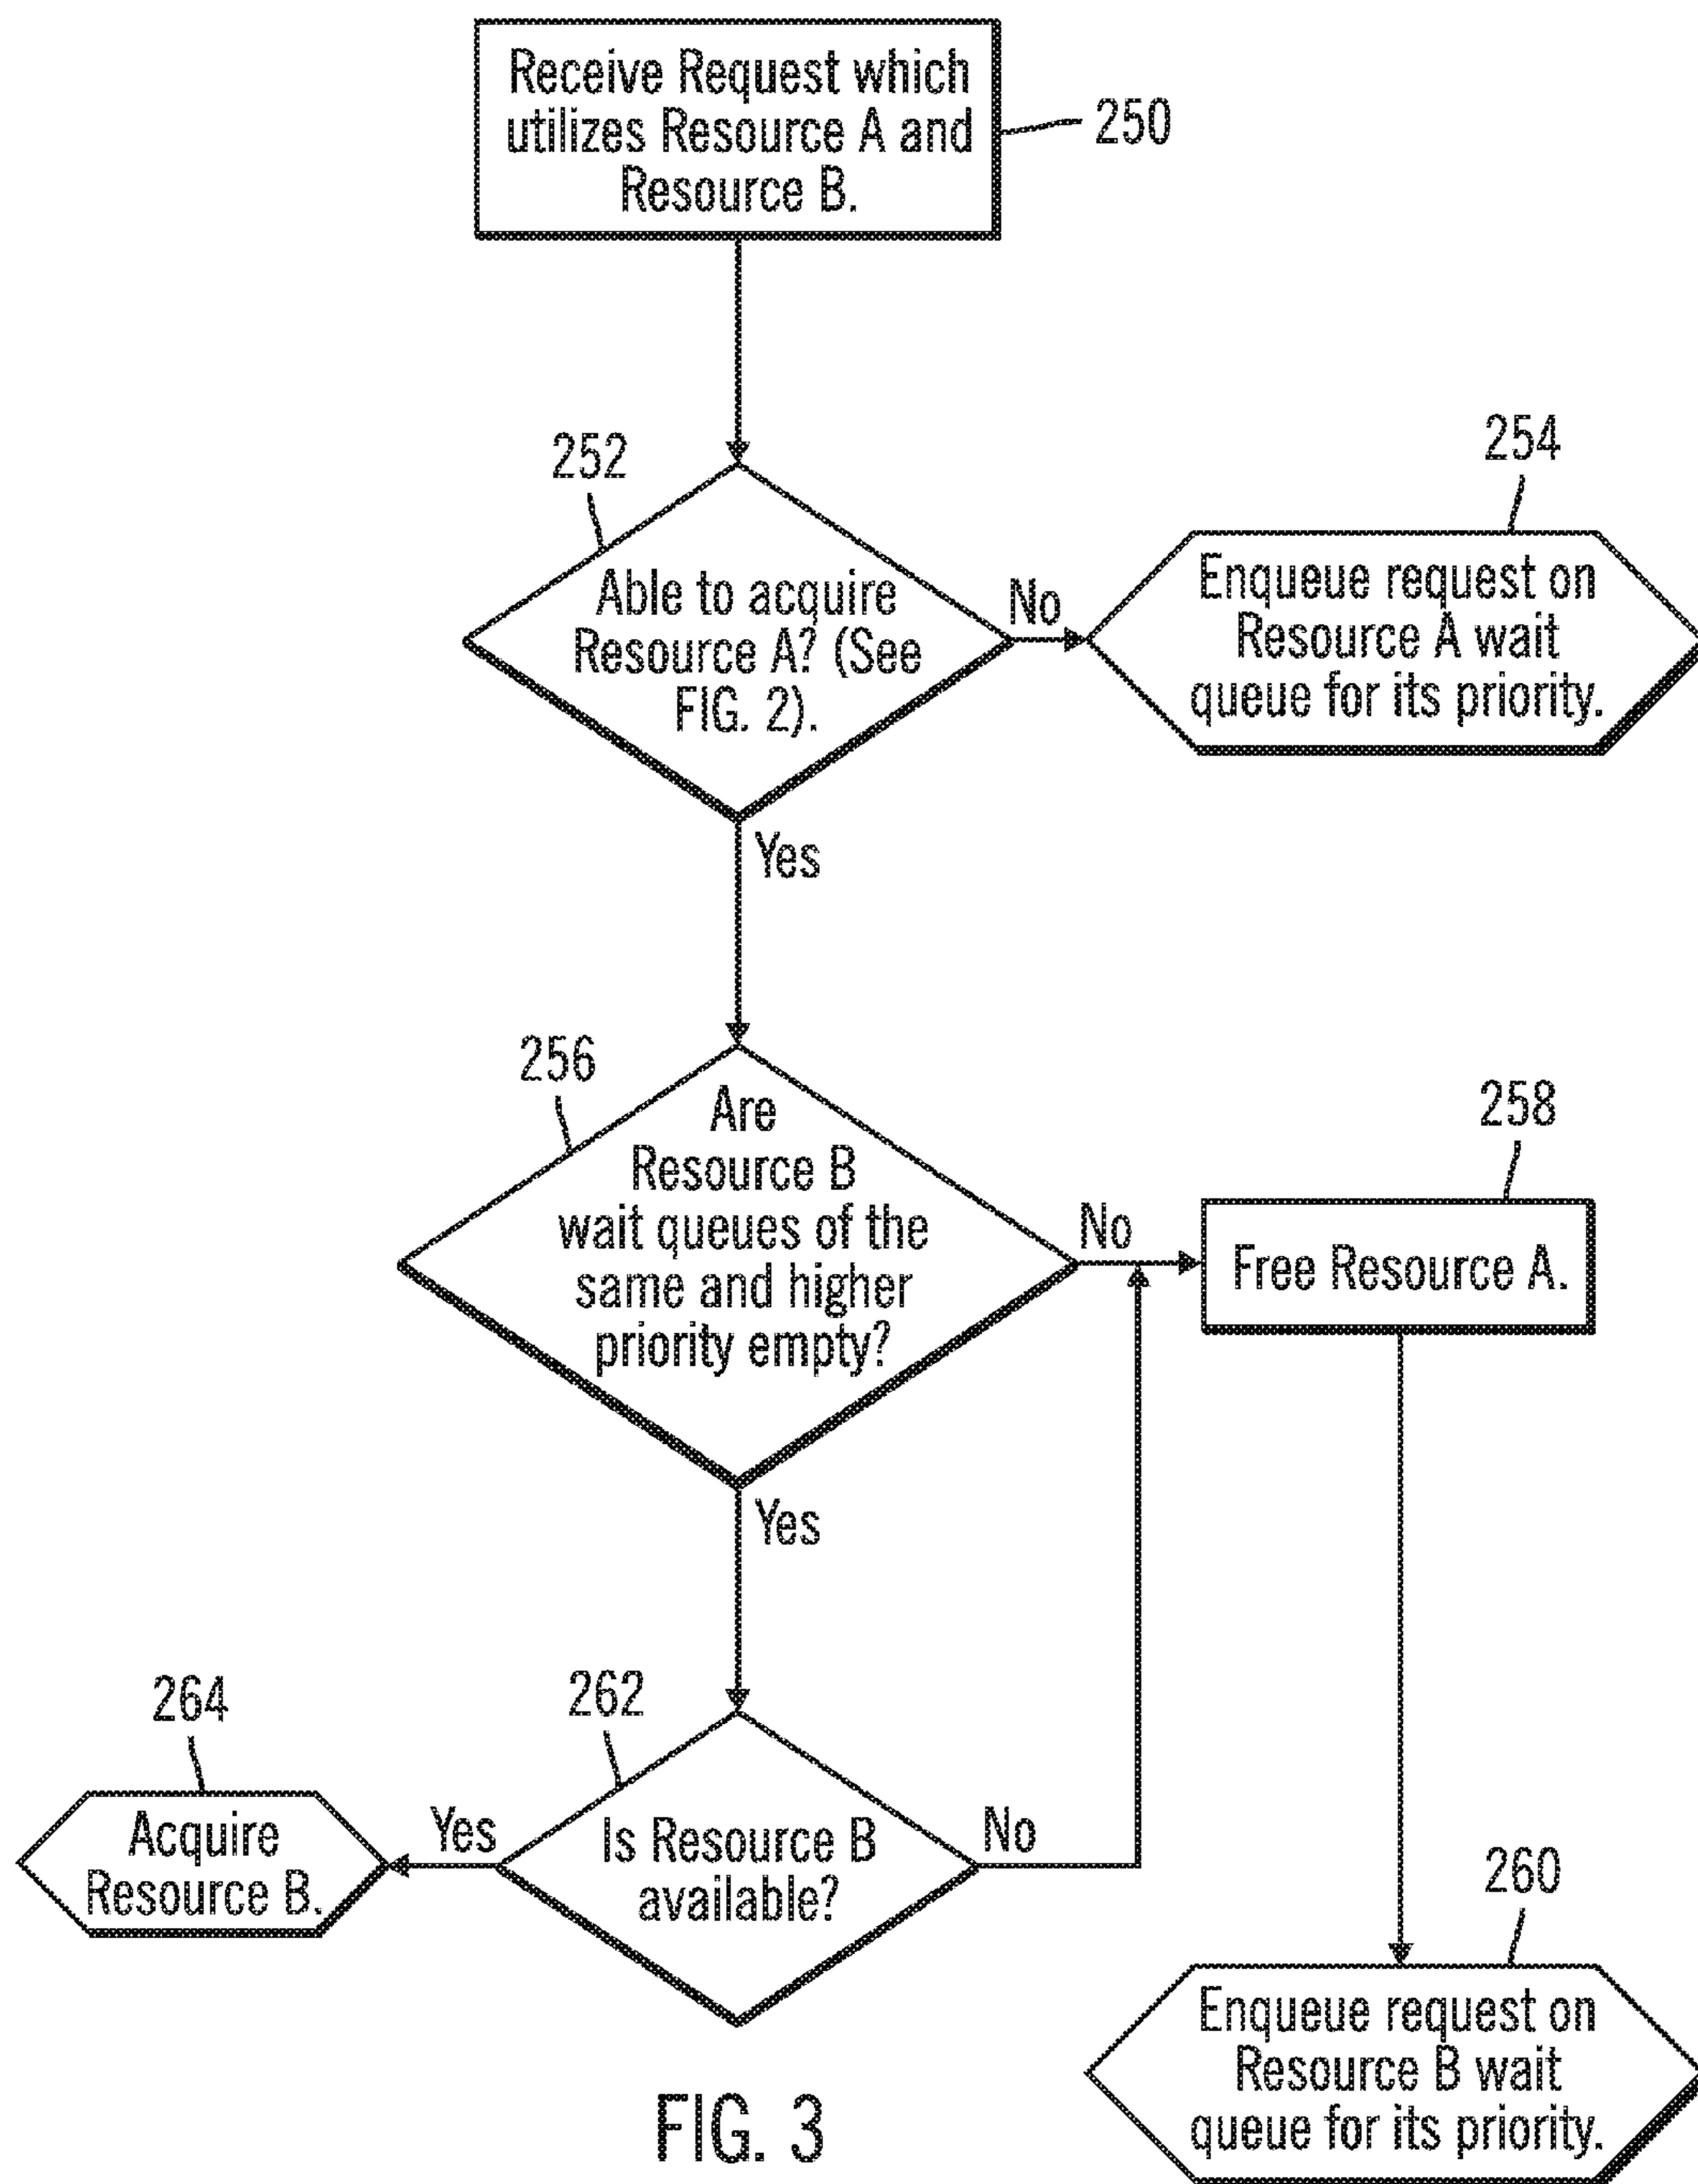 Receive Request which
utilizes Resource A and
Resource B.
250
252
Able to acquire
Resource A? (See
FIG. 2).
No
Yes
254
Enqueue request on
Resource A wait
queue for its priority.
256
Are
Resource B
wait queues of the
same and higher
priority empty?
No
Yes
258
Free Resource A.
264
Acquire
Resource B.
Yes
262
Is Resource B
available?
No
260
Enqueue request on
Resource B wait
queue for its priority.
FIG. 3